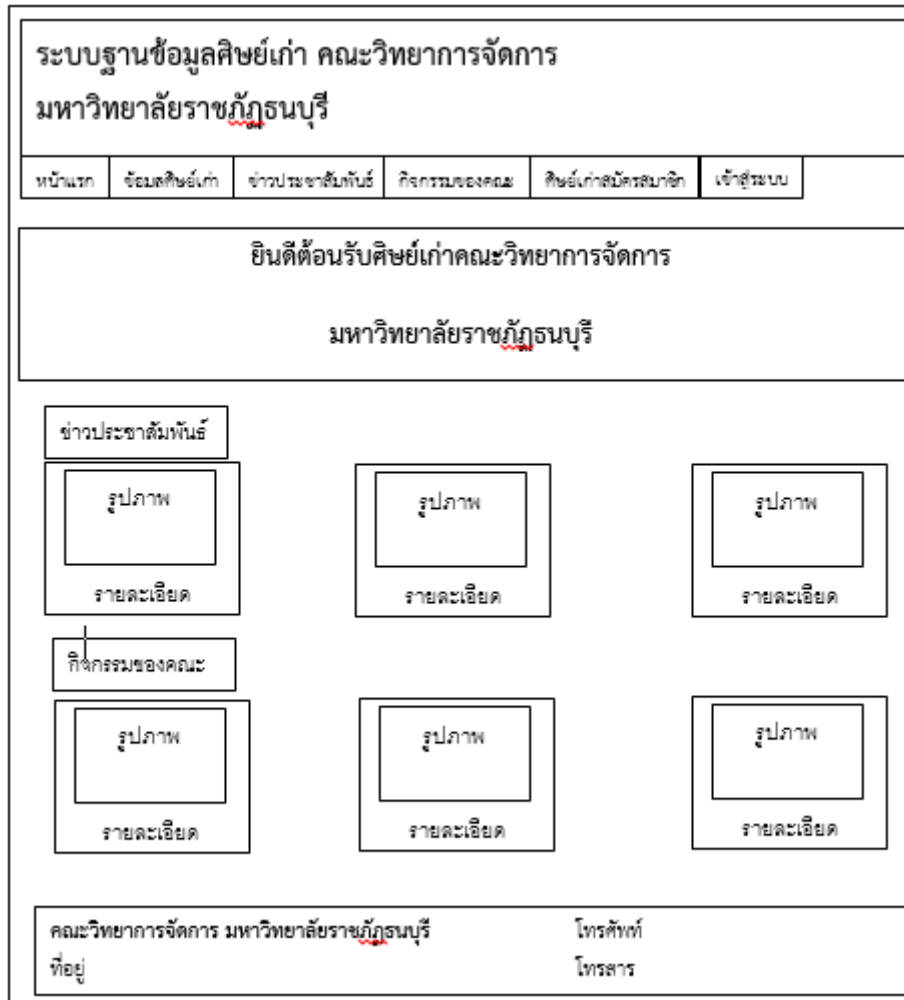 ระบบฐานข้อมูลศิษย์เก่า คณะวิทยาการจัดการ
มหาวิทยาลัยราชภัฏธนบุรี
หน้าแรก ข้อมูลศิษย์เก่า ข่าวประชาสัมพันธ์ กิจกรรมของคณะ ศิษย์เก่าสมัครสมาชิก เข้าสู่ระบบ
ยินดีต้อนรับศิษย์เก่าคณะวิทยาการจัดการ
มหาวิทยาลัยราชภัฏธนบุรี
ข่าวประชาสัมพันธ์
รูปภาพ รูปภาพ รูปภาพ
รายละเอียด รายละเอียด รายละเอียด
กิจกรรมของคณะ
รูปภาพ รูปภาพ รูปภาพ
รายละเอียด รายละเอียด รายละเอียด
คณะวิทยาการจัดการ มหาวิทยาลัยราชภัฏธนบุรี โทรศัพท์
ที่อยู่ โทรสาร